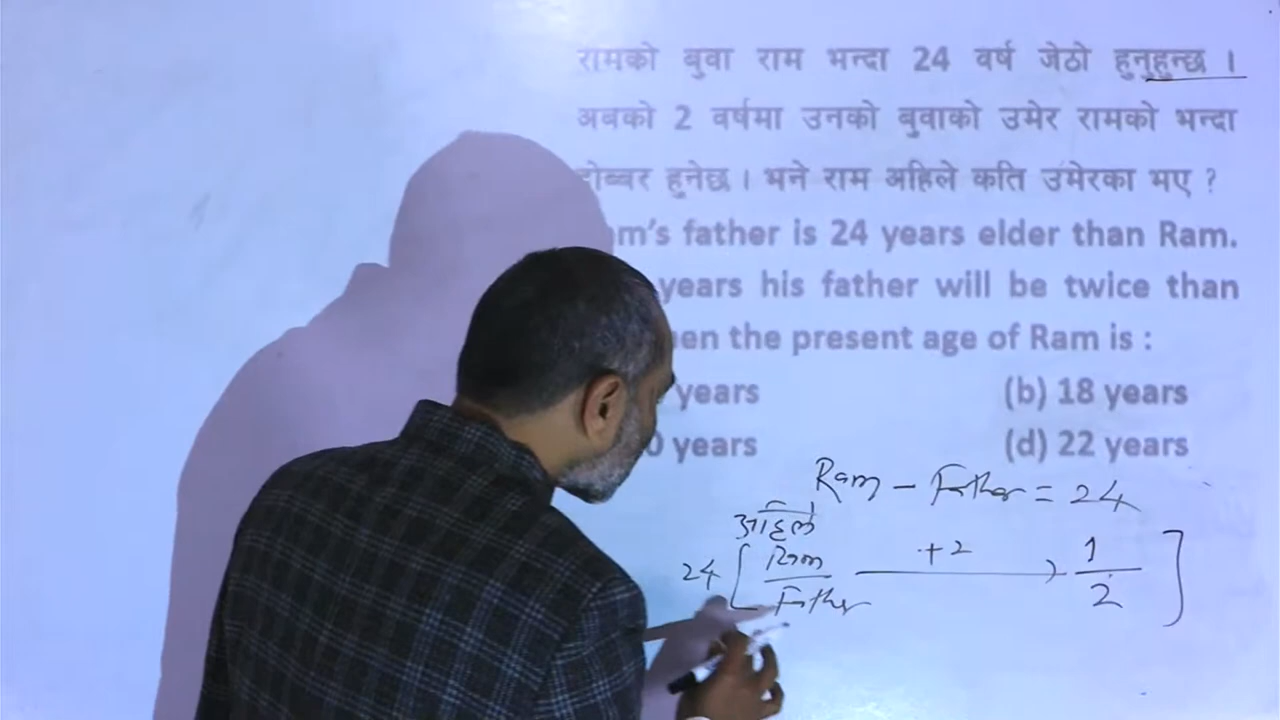 रामको बुवा राम भन्दा 24 वर्ष जेठो हुनुहुन्छ ।
अबको 2 वर्षमा उनको बुवाको उमेर रामको भन्दा
दोब्बर हुनेछ । भने राम अहिले कति उमेरका भए ?
father is 24 years elder than Ram.
years his father will be twice than
the present age of Ram is :
years (b) 18 years
years (d) 22 years
Ram - Father = 24
अहिले
24 [ Ram +2 1 ]
Father 2